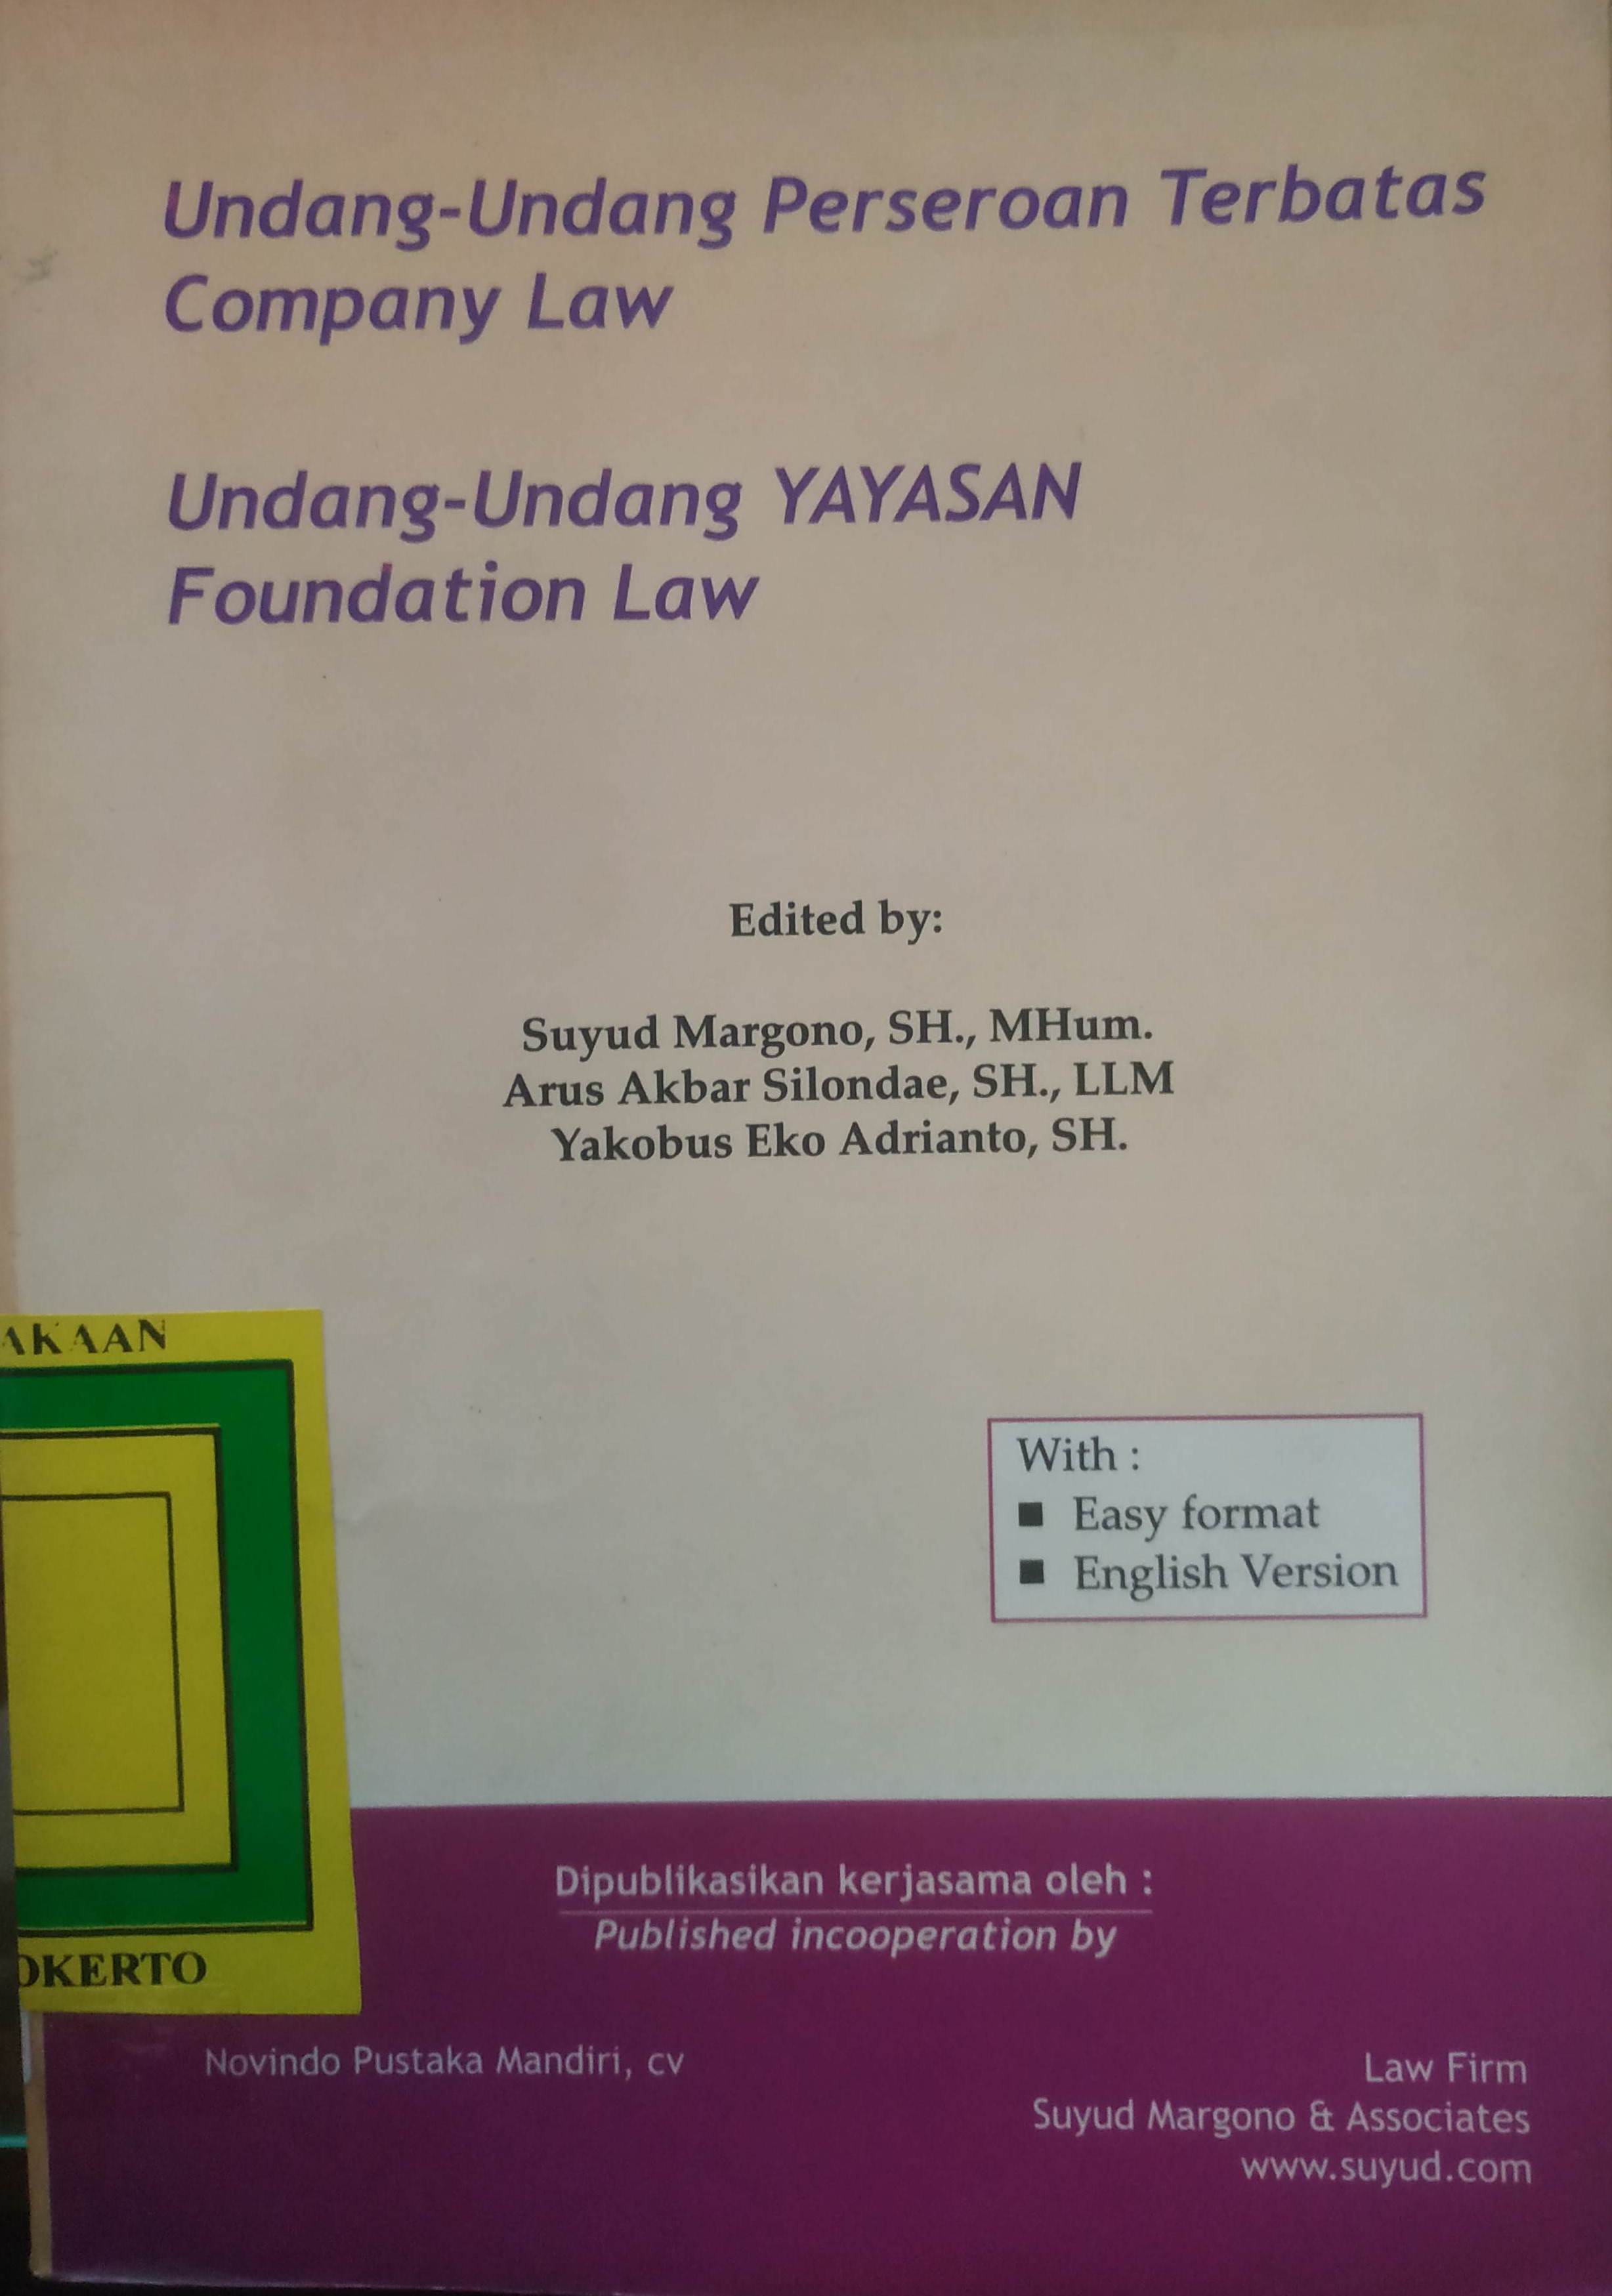 Undang-Undang Perseroan Terbatas
Company Law
Undang-Undang YAYASAN
Foundation Law
Edited by:
Suyud Margono, SH., MHum.
Arus Akbar Silondae, SH., LLM
Yakobus Eko Adrianto, SH.
AKAAN
With :
■ Easy format
■ English Version
OKERTO
Dipublikasikan kerjasama oleh :
Published incooperation by
Novindo Pustaka Mandiri, cv
Law Firm
Suyud Margono & Associates
www.suyud.com